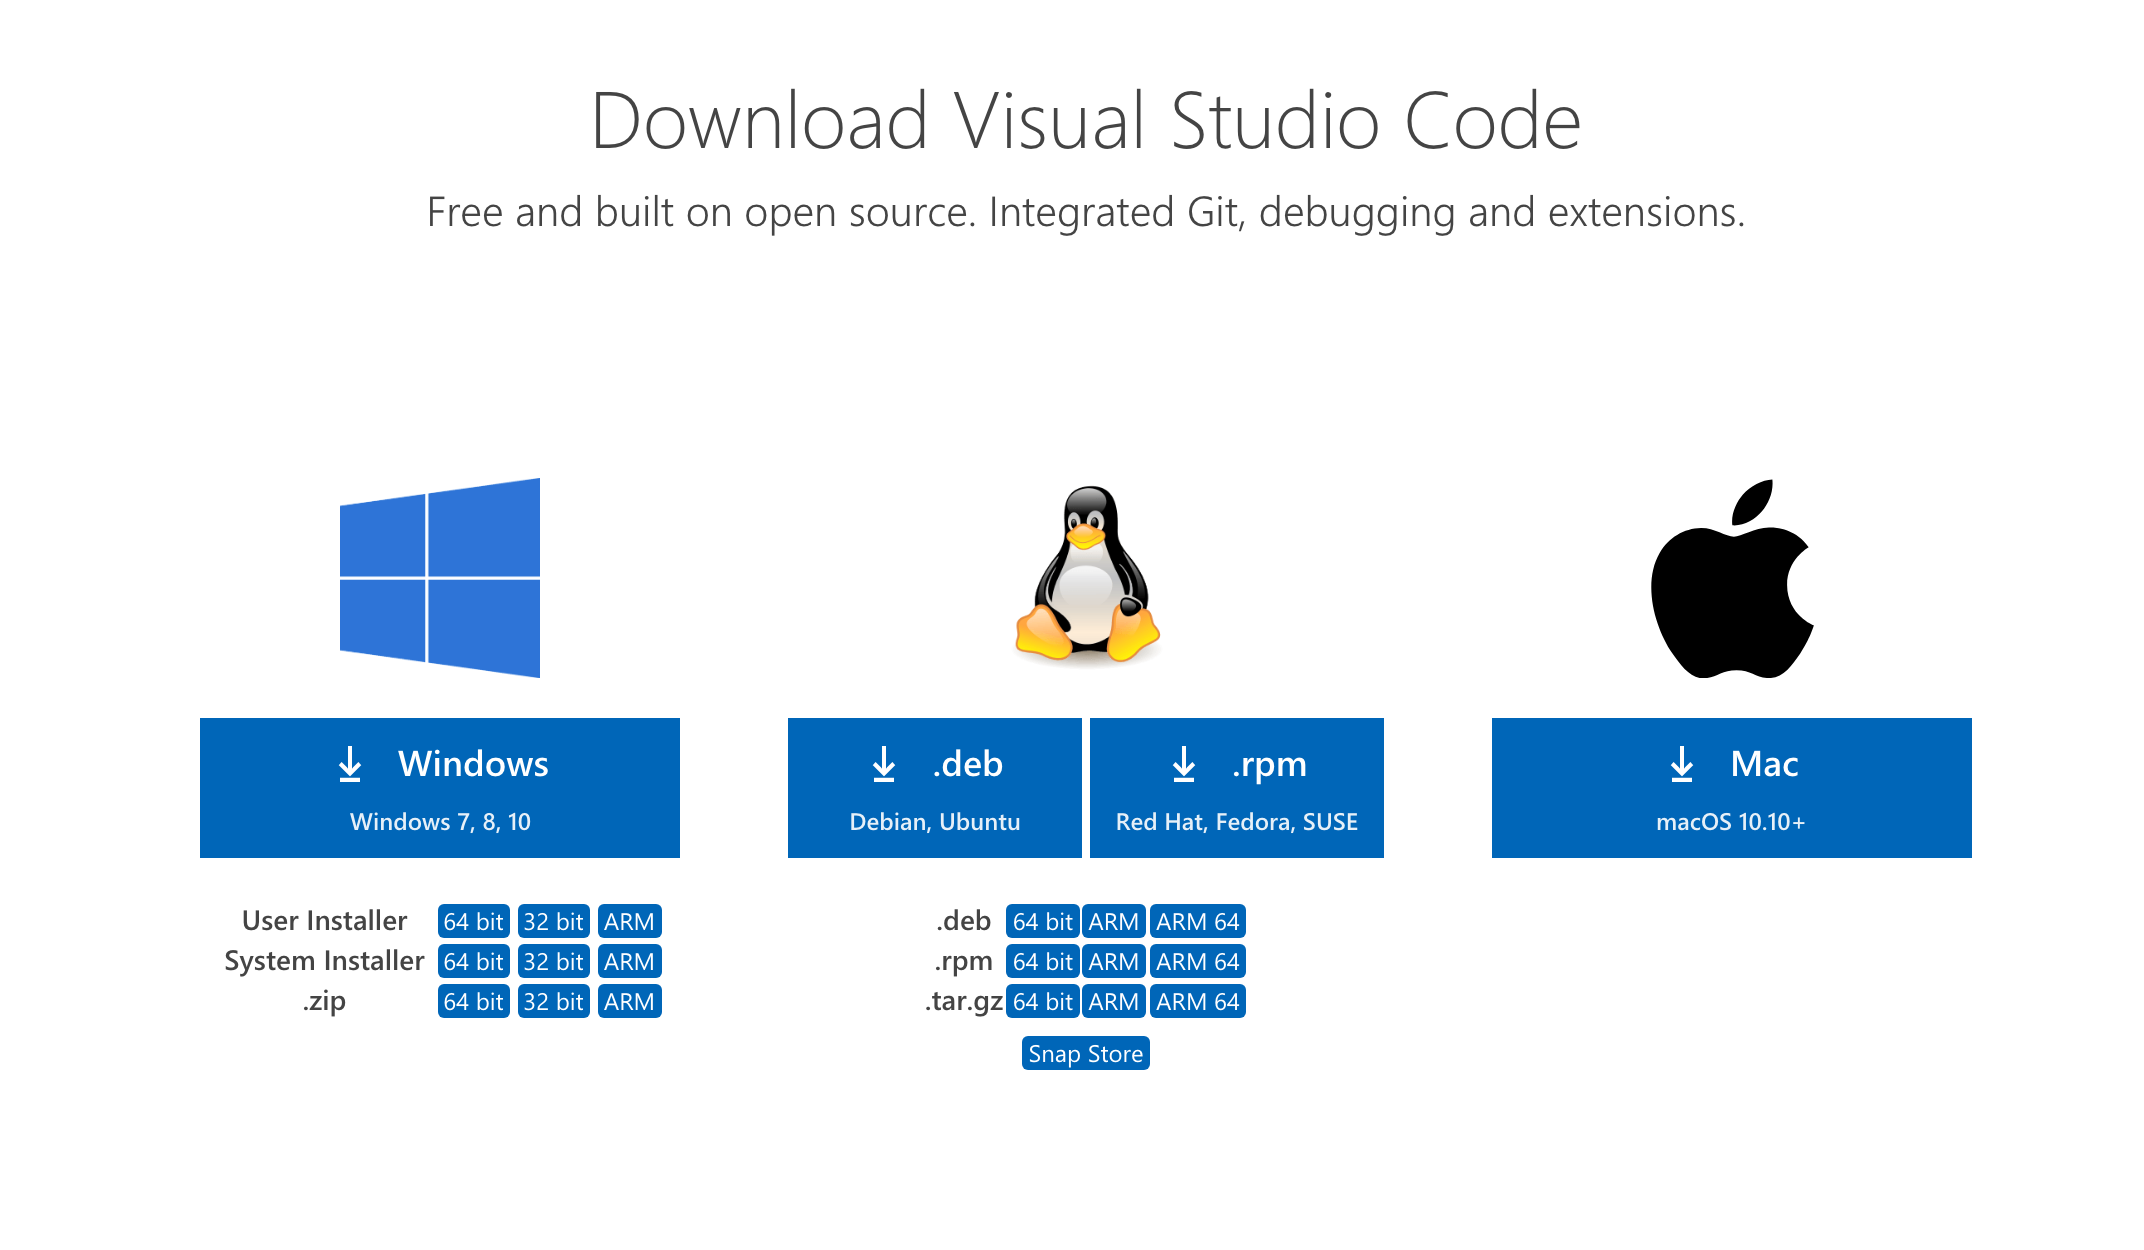 Download Visual Studio Code
Free and built on open source. Integrated Git, debugging and extensions.
Windows
Windows 7, 8, 10
User Installer 64 bit 32 bit ARM
System Installer 64 bit 32 bit ARM
.zip 64 bit 32 bit ARM
.deb
Debian, Ubuntu
.rpm
Red Hat, Fedora, SUSE
.deb 64 bit ARM ARM 64
.rpm 64 bit ARM ARM 64
.tar.gz 64 bit ARM ARM 64
Snap Store
Mac
macOS 10.10+